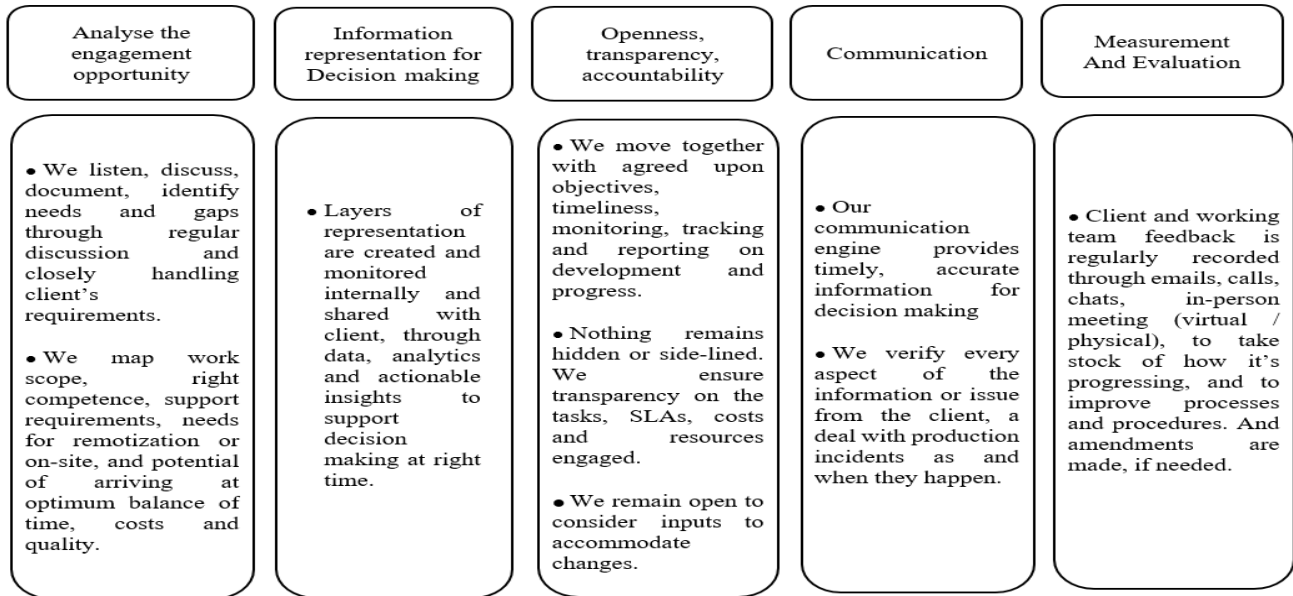 Analyse the
engagement
opportunity
Information
representation for
Decision making
Openness,
transparency,
accountability
Communication
Measurement
And Evaluation
• We listen, discuss,
document, identify
needs and gaps
through regular
discussion and
closely handling
client's
requirements.
• We map work
scope, right
competence, support
requirements, needs
for remotization or
on-site, and potential
of arriving at
optimum balance of
time, costs and
quality.
• Layers of
representation
are created and
monitored
internally and
shared with
client, through
data, analytics
and actionable
insights to
support
decision
making at right
time.
• We move together
with agreed upon
objectives,
timeliness,
monitoring, tracking
and reporting on
development and
progress.
• Nothing remains
hidden or side-lined.
We ensure
transparency on the
tasks, SLAs, costs
and resources
engaged.
• We remain open to
consider inputs to
accommodate
changes.
• Our
communication
engine provides
timely, accurate
information for
decision making
• We verify every
aspect of the
information or issue
from the client, a
deal with production
incidents as and
when they happen.
• Client and working
team feedback is
regularly recorded
through emails, calls,
chats, in-person
meeting (virtual /
physical), to take
stock of how it's
progressing, and to
improve processes
and procedures. And
amendments are
made, if needed.